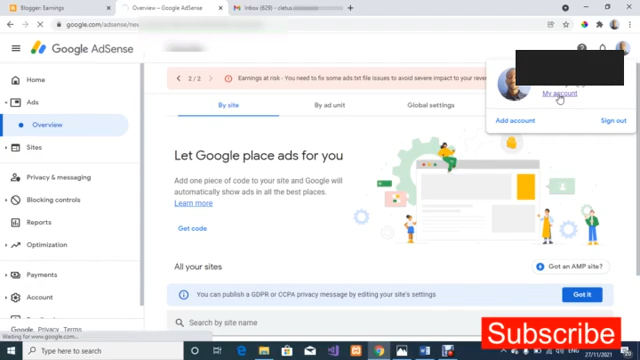 Blogger: Earnings
Overview – Google AdSense
Inbox (629) - cletus.
google.com/adsense/new
Google AdSense
2 / 2
Earnings at risk - You need to fix some ads.txt file issues to avoid severe impact to your reve
My account
Add account
Sign out
Home
Ads
Overview
Sites
Privacy & messaging
Blocking controls
Reports
Optimization
Payments
Account
Google
Privacy
Terms
Waiting for www.google.com...
By site
By ad unit
Global settings
Let Google place ads for you
Add one piece of code to your site and Google will
automatically show ads in all the best places.
Learn more
Get code
All your sites
Got an AMP site?
You can publish a GDPR or CCPA privacy message by editing your site's settings
Got it
Search by site name
Subscribe
Type here to search
27/11/2021